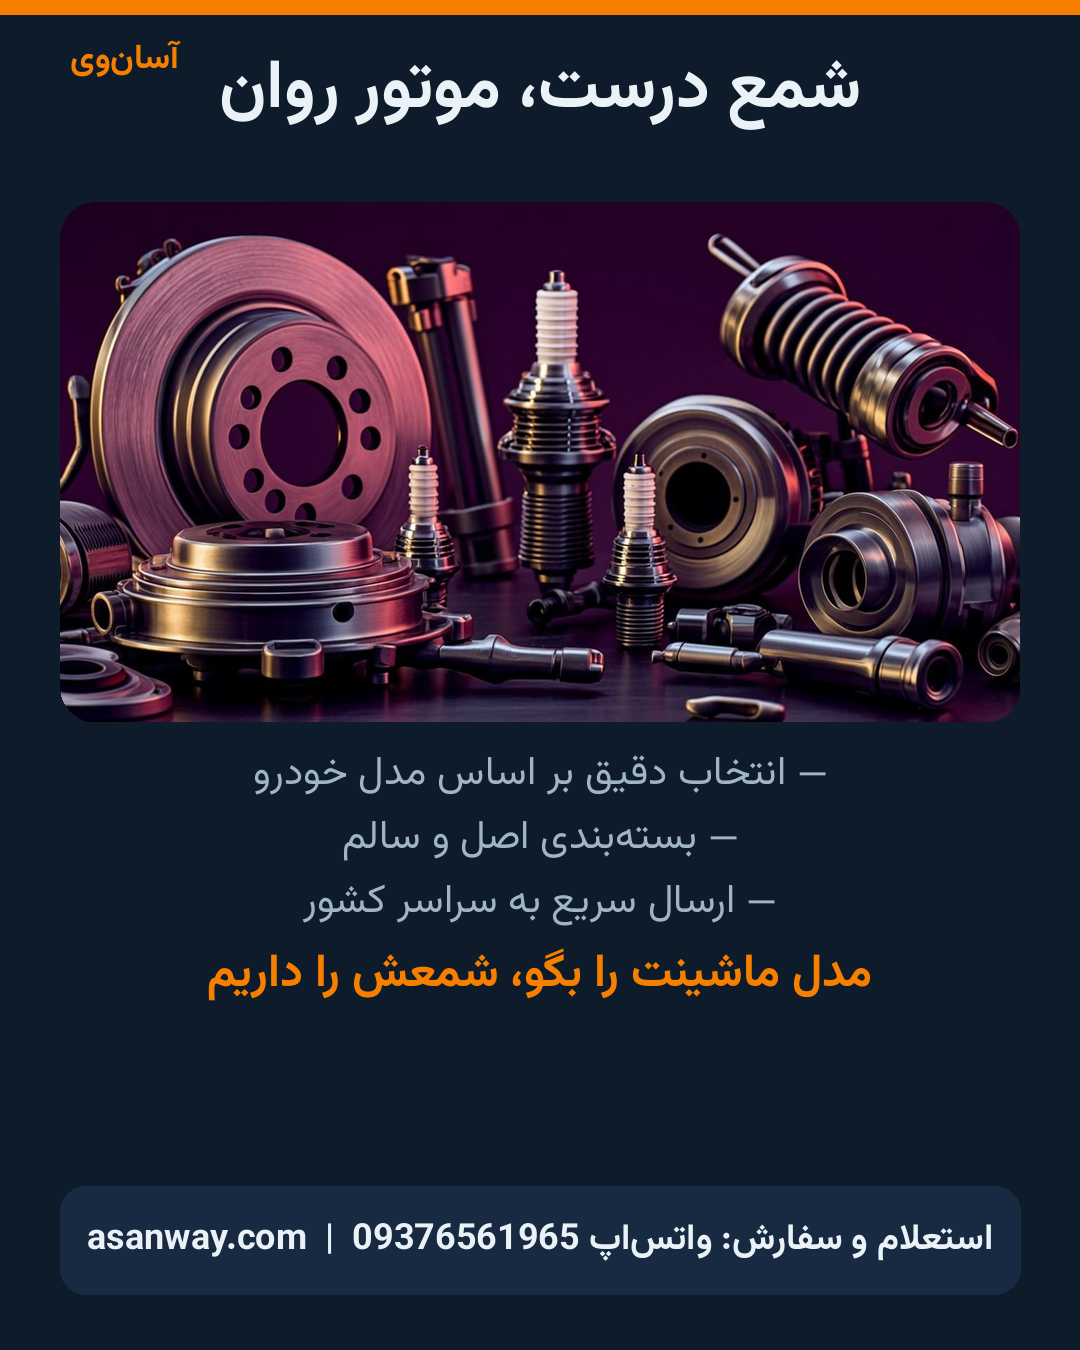 آسان‌وی
شمع درست، موتور روان
– انتخاب دقیق بر اساس مدل خودرو
– بسته‌بندی اصل و سالم
– ارسال سریع به سراسر کشور
مدل ماشینت را بگو، شمعش را داریم
استعلام و سفارش: واتس‌اپ 09376561965 | asanway.com